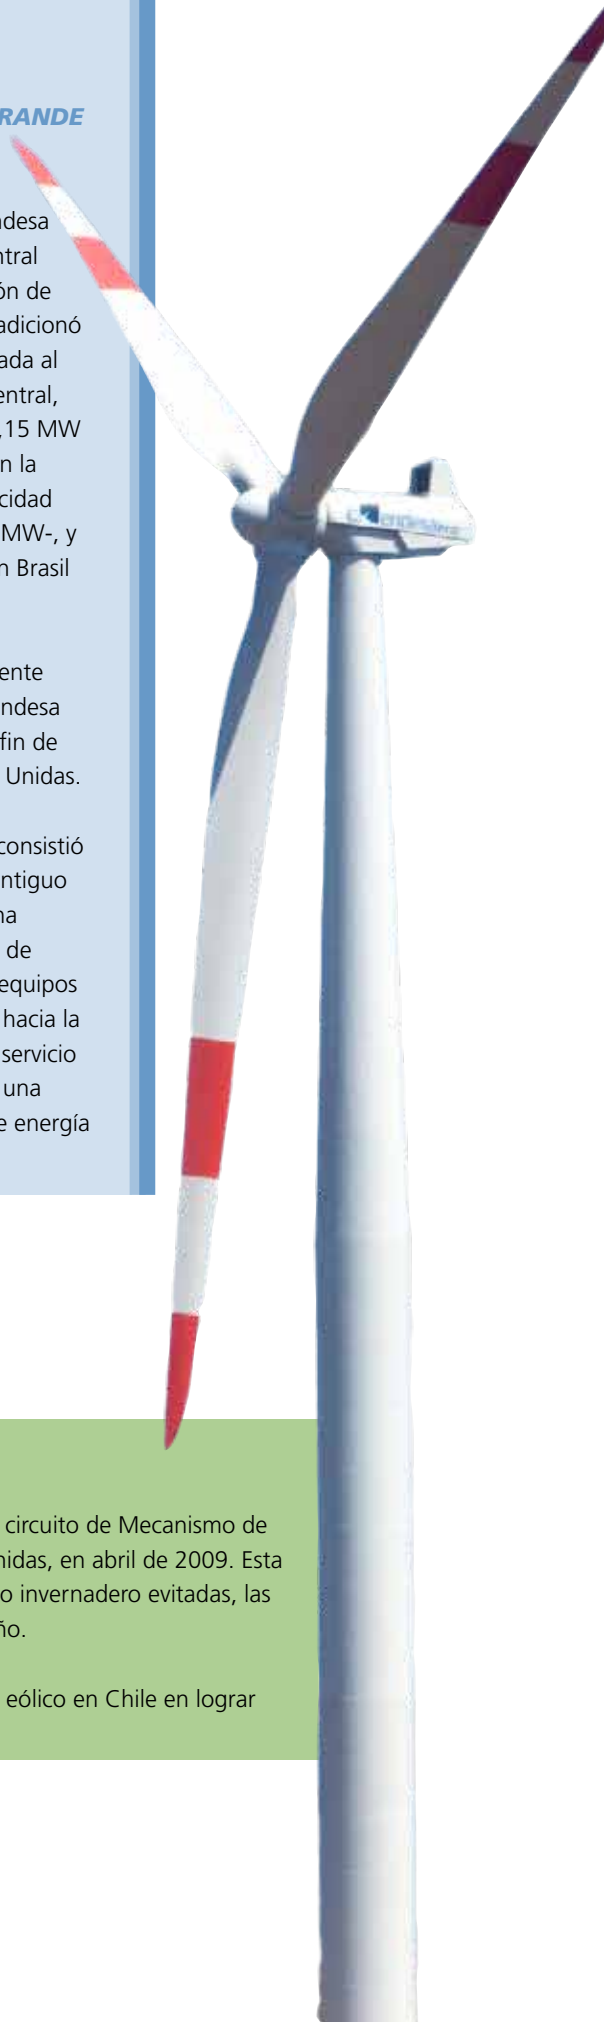 RANDE
desa
ntral
ón de
adicionó
ada al
entral,
,15 MW
n la
cidad
MW-, y
n Brasil
ente
ndesa
fin de
Unidas.
consistió
ntiguo
na
de
equipos
hacia la
servicio
una
e energía
circuito de Mecanismo de
nidas, en abril de 2009. Esta
o invernadero evitadas, las
ño.
eólico en Chile en lograr